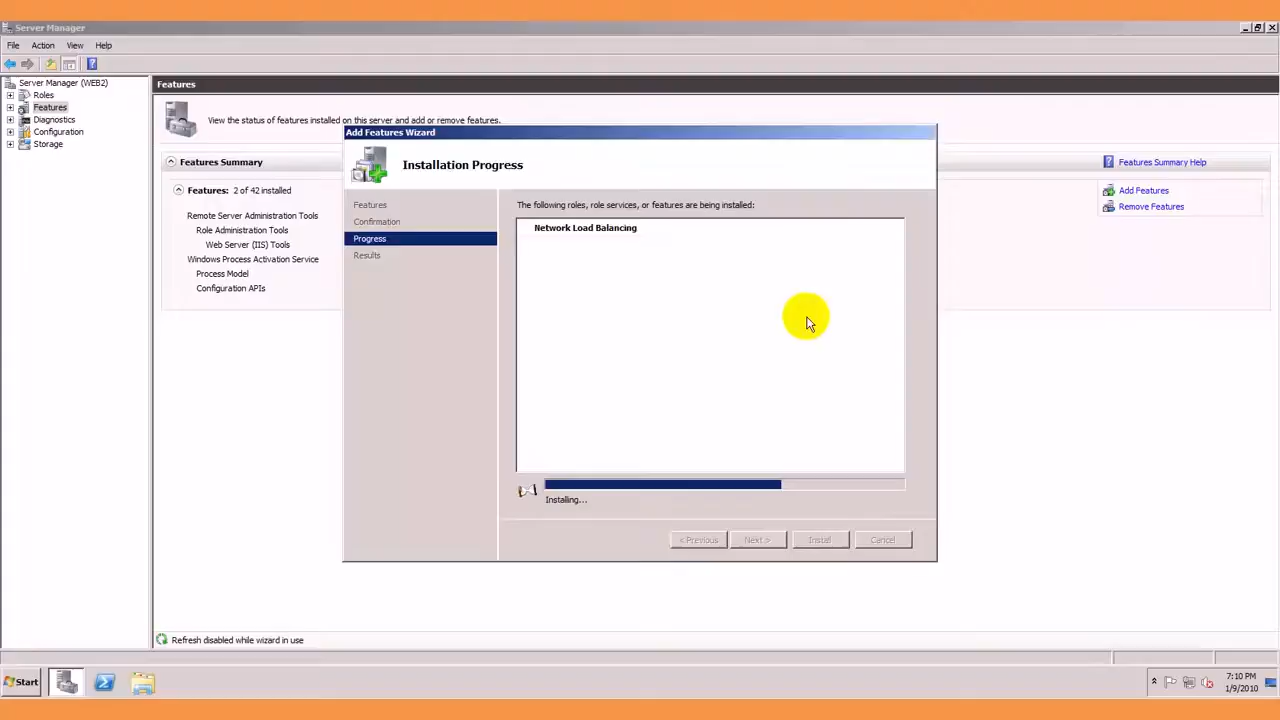 Server Manager
File Action View Help
Server Manager (WEB2)
Roles
Features
Diagnostics
Configuration
Storage
Features
View the status of features installed on this server and add or remove features.
Features Summary
Features Summary Help
Features: 2 of 42 installed
Add Features
Remove Features
Remote Server Administration Tools
Role Administration Tools
Web Server (IIS) Tools
Windows Process Activation Service
Process Model
Configuration APIs
Add Features Wizard
Installation Progress
Features
Confirmation
Progress
Results
The following roles, role services, or features are being installed:
Network Load Balancing
Installing...
< Previous
Next >
Install
Cancel
Refresh disabled while wizard in use
Start
7:10 PM
1/9/2010